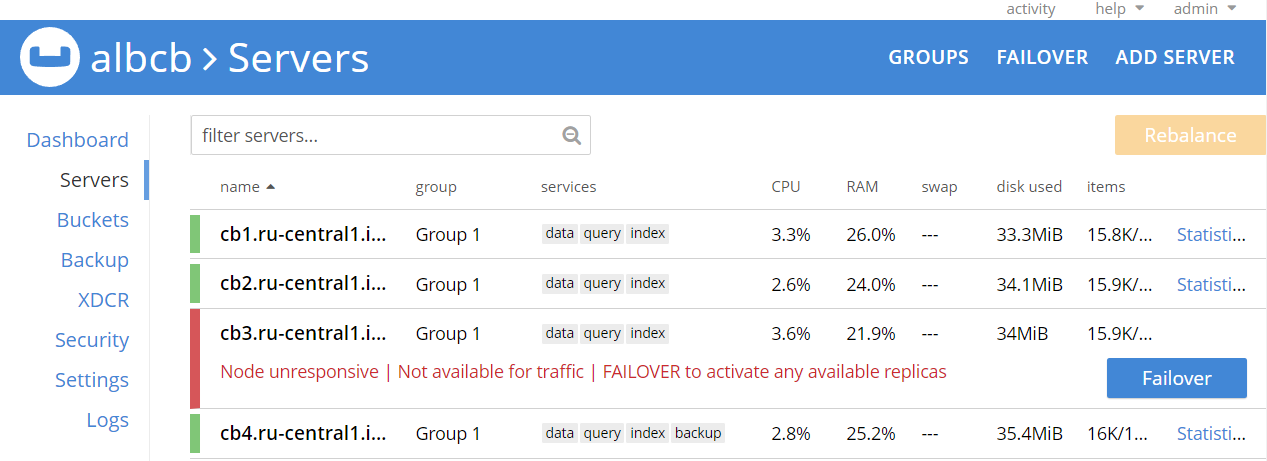 activity help admin
albcb > Servers GROUPS FAILOVER ADD SERVER
Dashboard
Servers
Buckets
Backup
XDCR
Security
Settings
Logs
filter servers... Rebalance
name group services CPU RAM swap disk used items
cb1.ru-central1.i... Group 1 data query index 3.3% 26.0% --- 33.3MiB 15.8K/... Statisti...
cb2.ru-central1.i... Group 1 data query index 2.6% 24.0% --- 34.1MiB 15.9K/... Statisti...
cb3.ru-central1.i... Group 1 data query index 3.6% 21.9% --- 34MiB 15.9K/...
Node unresponsive | Not available for traffic | FAILOVER to activate any available replicas Failover
cb4.ru-central1.i... Group 1 data query index backup 2.8% 25.2% --- 35.4MiB 16K/1... Statisti...